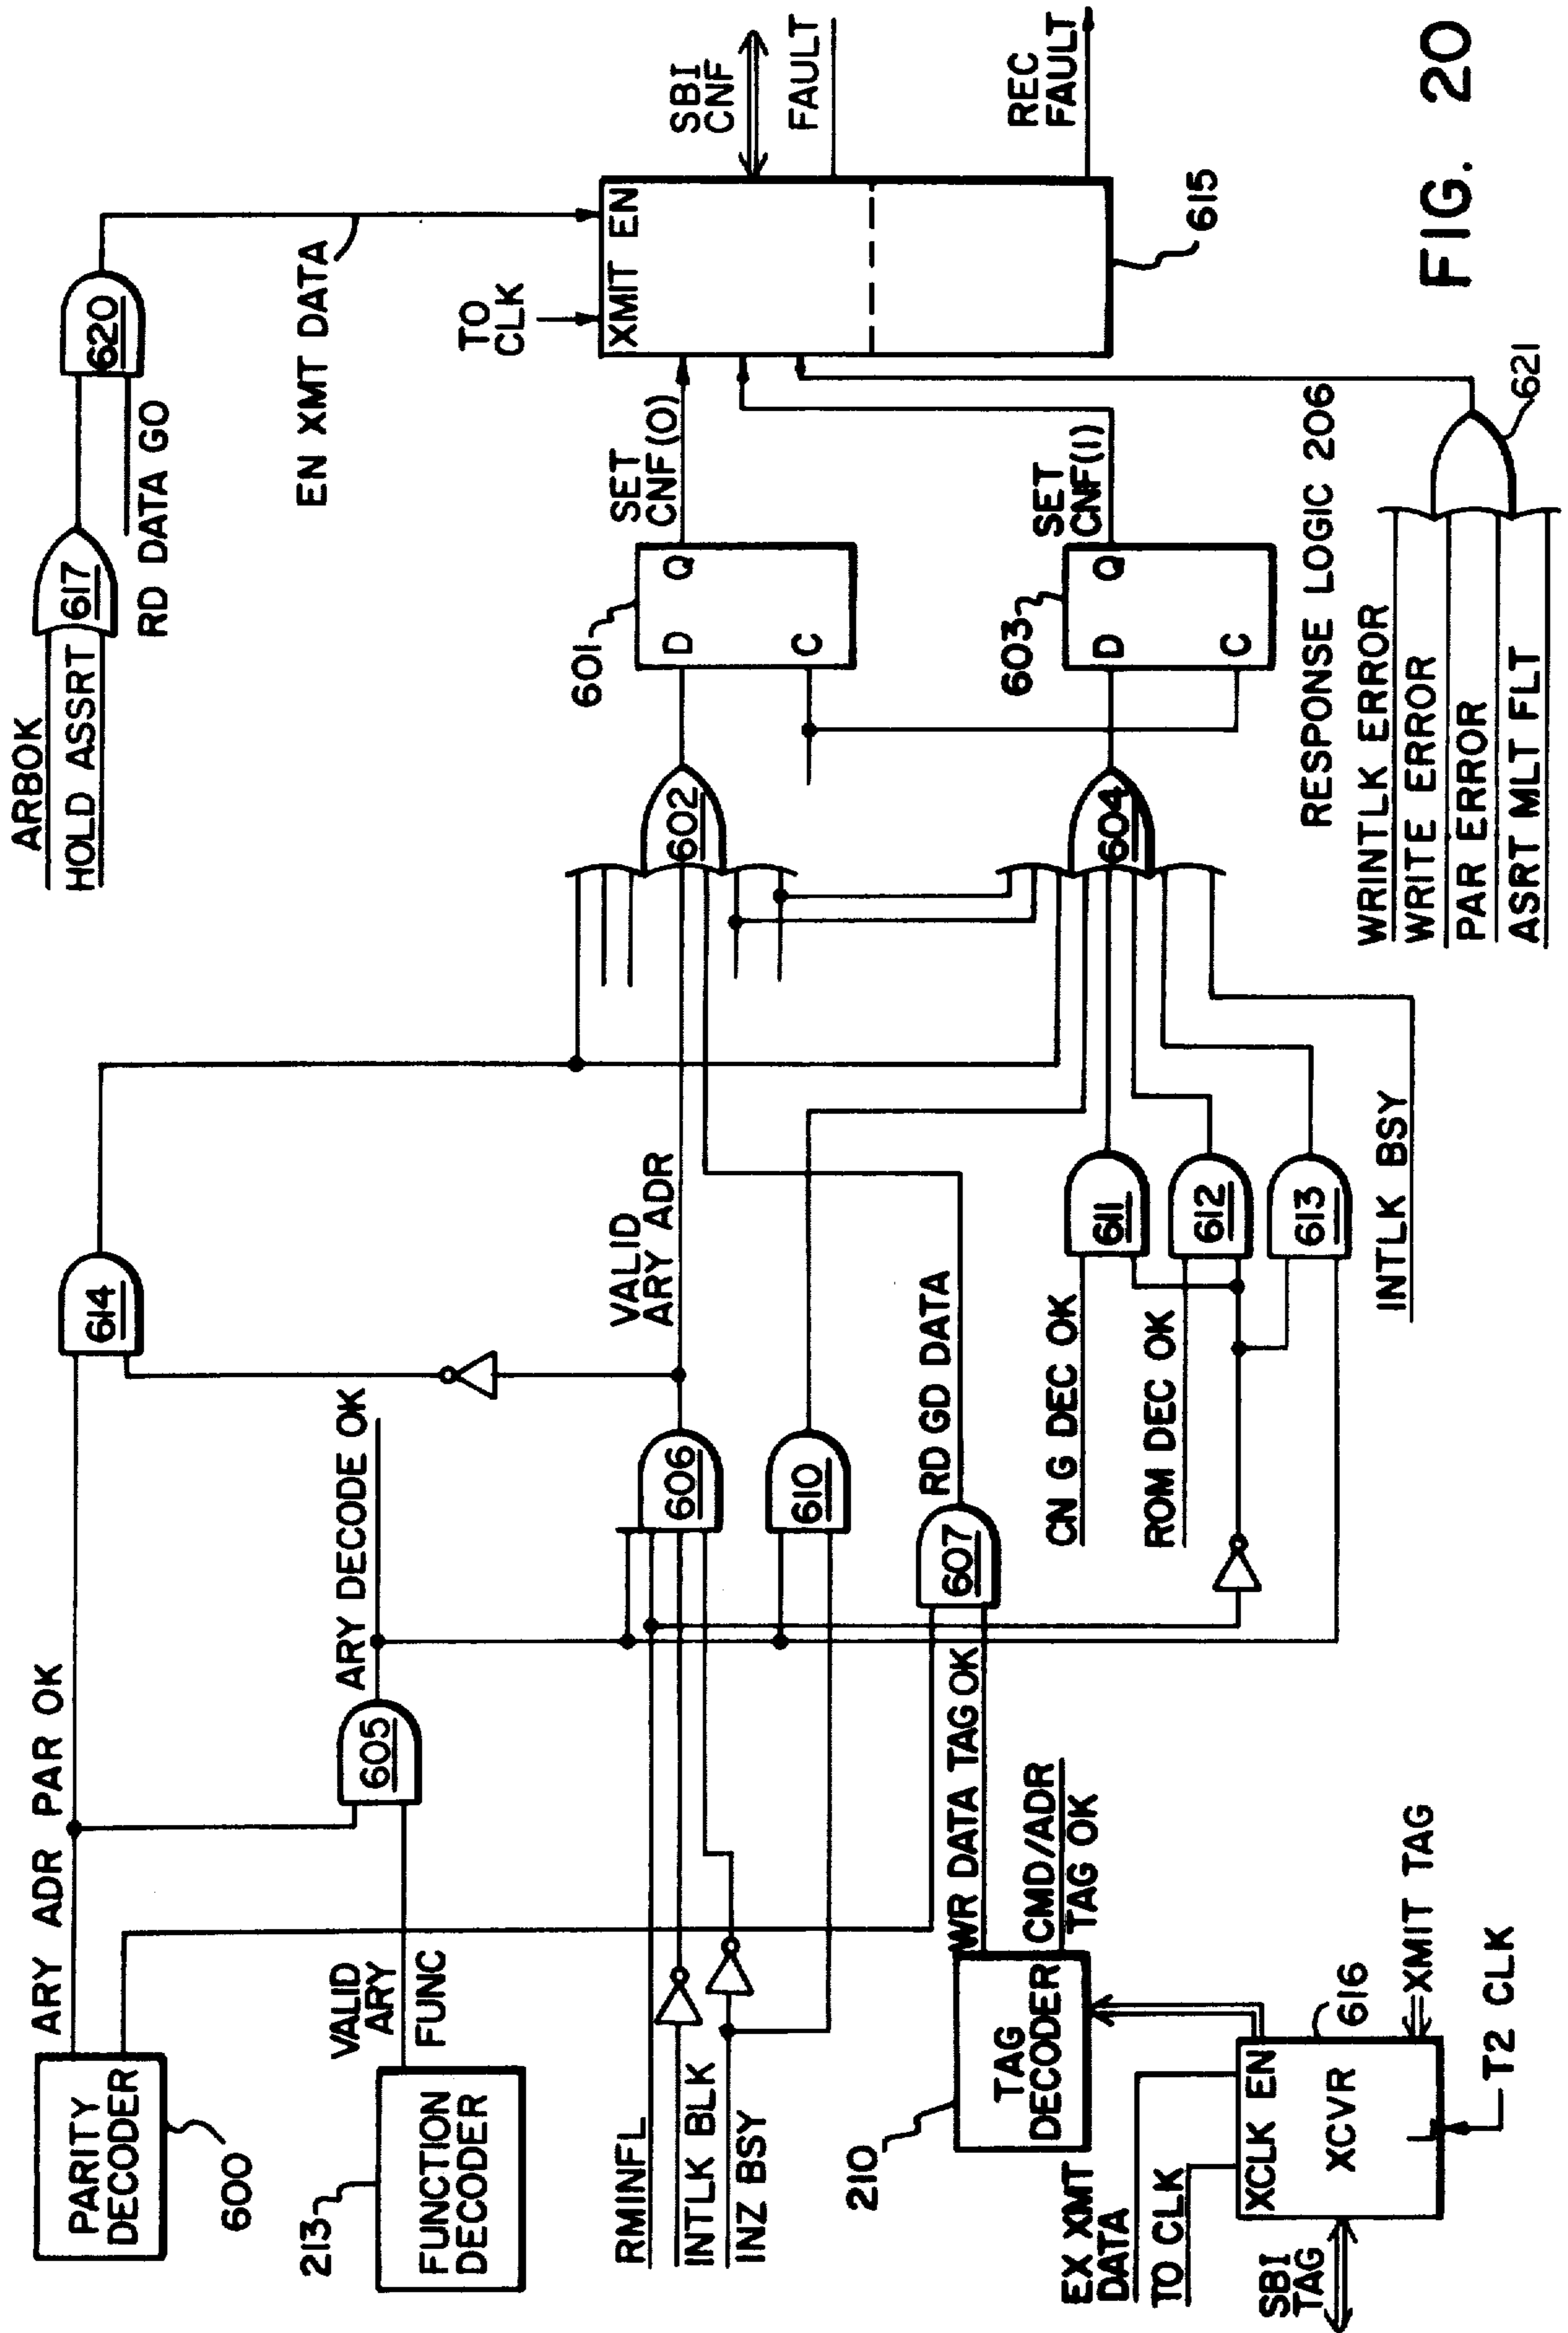 ARBOK
HOLD ASSRT
617
RD DATA GO
620
EN XMT DATA
TO
CLK
XMIT EN
SBI
CNF
FAULT
REC
FAULT
615
ARY ADR PAR OK
PARITY
DECODER
600
614
VALID
ARY
FUNC
FUNCTION
DECODER
213
605
ARY DECODE OK
RMINFL
INTLK BLK
INZ BSY
606
VALID
ARY ADR
610
607
RD GD DATA
602
601
D
Q
C
SET
CNF(0)
604
603
D
Q
C
SET
CNF(1)
WR DATA TAG OK
CMD/ADR
TAG OK
TAG
DECODER
210
CN G DEC OK
611
ROM DEC OK
612
613
INTLK BSY
EX XMT
DATA
TO CLK
SBI
TAG
XCLK EN
XCVR
616
XMIT TAG
T2 CLK
RESPONSE LOGIC 206
WRINTLK ERROR
WRITE ERROR
PAR ERROR
ASRT MLT FLT
621
FIG. 20